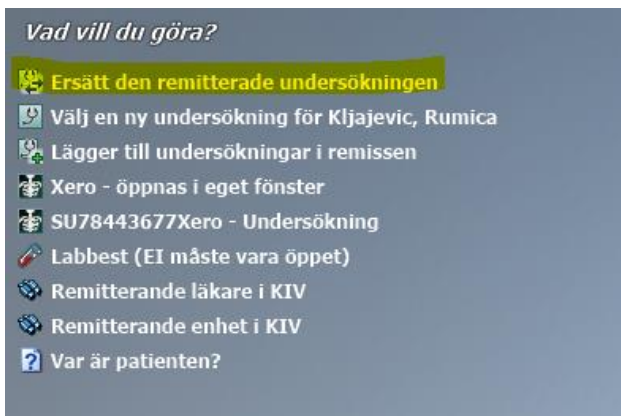 Vad vill du göra?
Ersätt den remitterade undersökningen
Välj en ny undersökning för Kljajevic, Rumica
Lägger till undersökningar i remissen
Xero - öppnas i eget fönster
SU78443677Xero - Undersökning
Labbest (EI måste vara öppet)
Remitterande läkare i KIV
Remitterande enhet i KIV
Var är patienten?